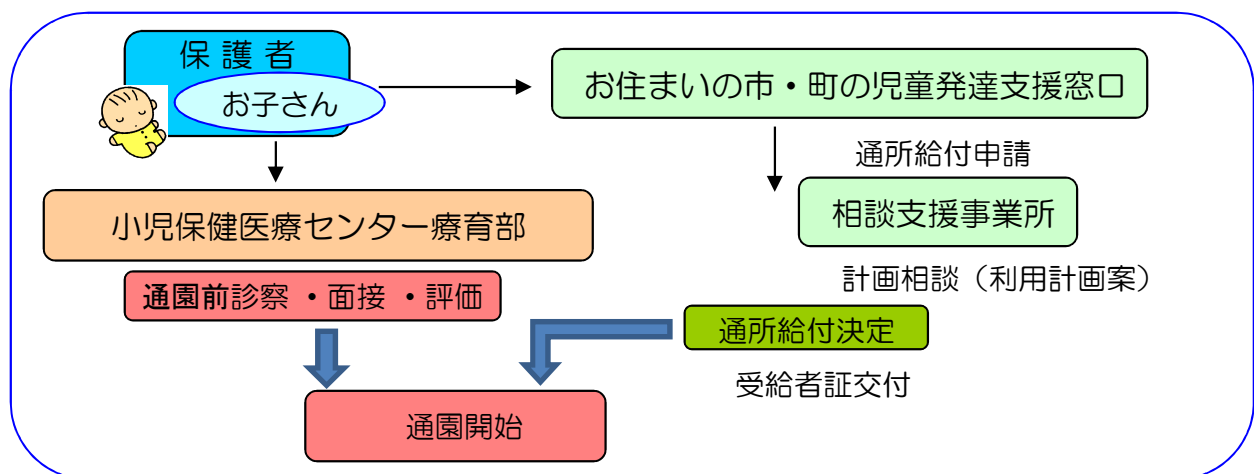 保 護 者
お子さん
お住まいの市・町の児童発達支援窓口
通所給付申請
小児保健医療センター療育部
相談支援事業所
計画相談（利用計画案）
通園前診察 ・面接 ・評価
通所給付決定
受給者証交付
通園開始